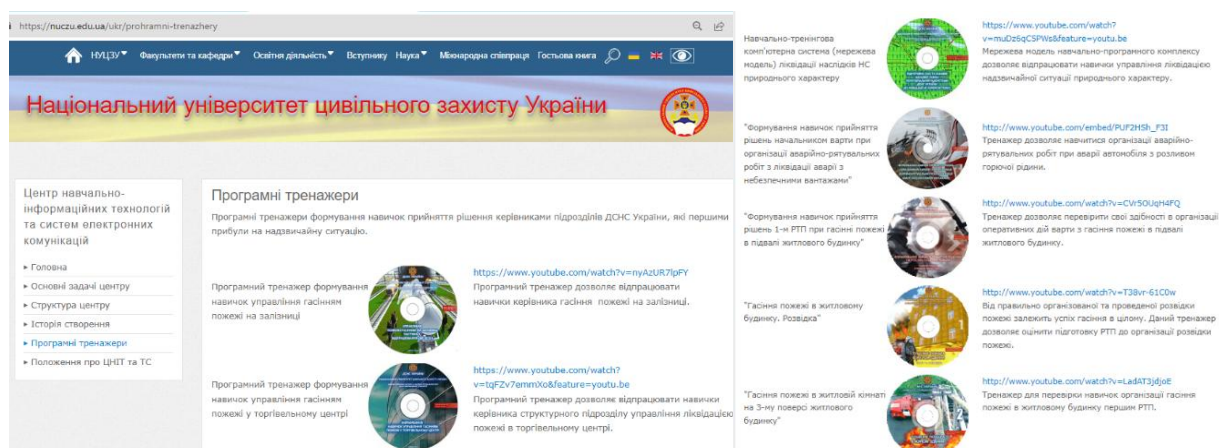 https://nuczu.edu.ua/ukr/prohramni-trenazhery
НУЦЗУ Факультети та кафедри Освітня діяльність Вступнику Наука Міжнародна співпраця Гостьова книга
Національний університет цивільного захисту України
Центр навчально-
інформаційних технологій
та систем електронних
комунікацій
Головна
Основні задачі центру
Структура центру
Історія створення
Програмні тренажери
Положення про ЦНІТ та ТС
Програмні тренажери
Програмні тренажери формування навичок прийняття рішення керівниками підрозділів ДСНС України, які першими
прибули на надзвичайну ситуацію.
Програмний тренажер формування
навичок управління гасінням
пожежі на залізниці
https://www.youtube.com/watch?v=nyAzUR7lpFY
Програмний тренажер дозволяє відпрацювати
навички керівника гасіння пожежі на залізниці.
Програмний тренажер формування
навичок управління гасінням
пожежі у торгівельному центрі
https://www.youtube.com/watch?
v=tqFZv7emmXo&feature=youtu.be
Програмний тренажер дозволяє відпрацювати навички
керівника структурного підрозділу управління ліквідацією
пожежі в торгівельному центрі.
Навчально-тренінгова
комп'ютерна система (мережева
модель) ліквідації наслідків НС
природнього характеру
https://www.youtube.com/watch?
v=muDz6qCSPWs&feature=youtu.be
Мережева модель навчально-програмного комплексу
дозволяє відпрацювати навички управління ліквідацією
надзвичайної ситуації природнього характеру.
"Формування навичок прийняття
рішень начальником варти при
організації аварійно-рятувальних
робіт з ліквідації аварії з
небезпечними вантажами"
http://www.youtube.com/embed/PUF2HSh_F3I
Тренажер дозволяє навчитися організації аварійно-
рятувальних робіт при аварії автомобіля з розливом
горючої рідини.
"Формування навичок прийняття
рішень 1-м РТП при гасінні пожежі
в підвалі житлового будинку"
http://www.youtube.com/watch?v=CVr5OUqH4FQ
Тренажер дозволяє перевірити свої здібності в організації
оперативних дій варти з гасіння пожежі в підвалі
житлового будинку.
"Гасіння пожежі в житловому
будинку. Розвідка"
http://www.youtube.com/watch?v=T38vr-61C0w
Від правильно організованої та проведеної розвідки
пожежі залежить успіх гасіння в цілому. Даний тренажер
дозволяє оцінити підготовку РТП до організації розвідки
пожежі.
"Гасіння пожежі в житловій кімнаті
на 3-му поверсі житлового
будинку"
http://www.youtube.com/watch?v=LadAT3jdjoE
Тренажер для перевірки навичок організації гасіння
пожежі в житловому будинку першим РТП.